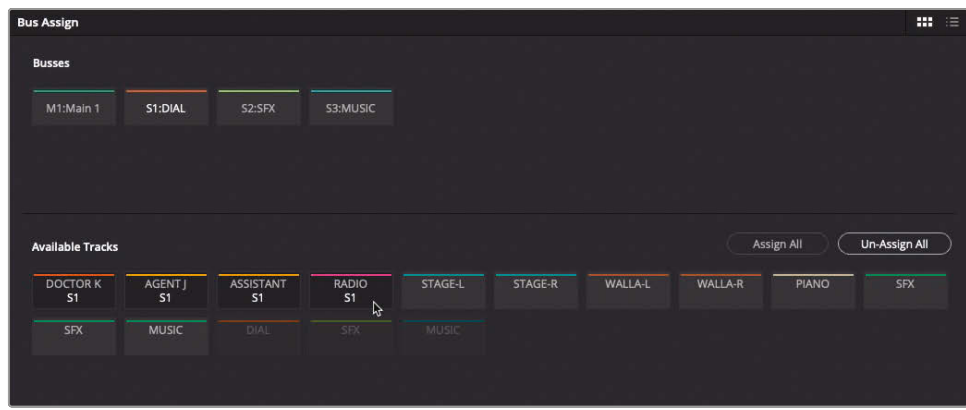 Bus Assign
Busses
M1:Main 1 S1:DIAL S2:SFX S3:MUSIC
Available Tracks Assign All Un-Assign All
DOCTOR K AGENT J ASSISTANT RADIO STAGE-L STAGE-R WALLA-L WALLA-R PIANO SFX
S1 S1 S1 S1
SFX MUSIC DIAL SFX MUSIC